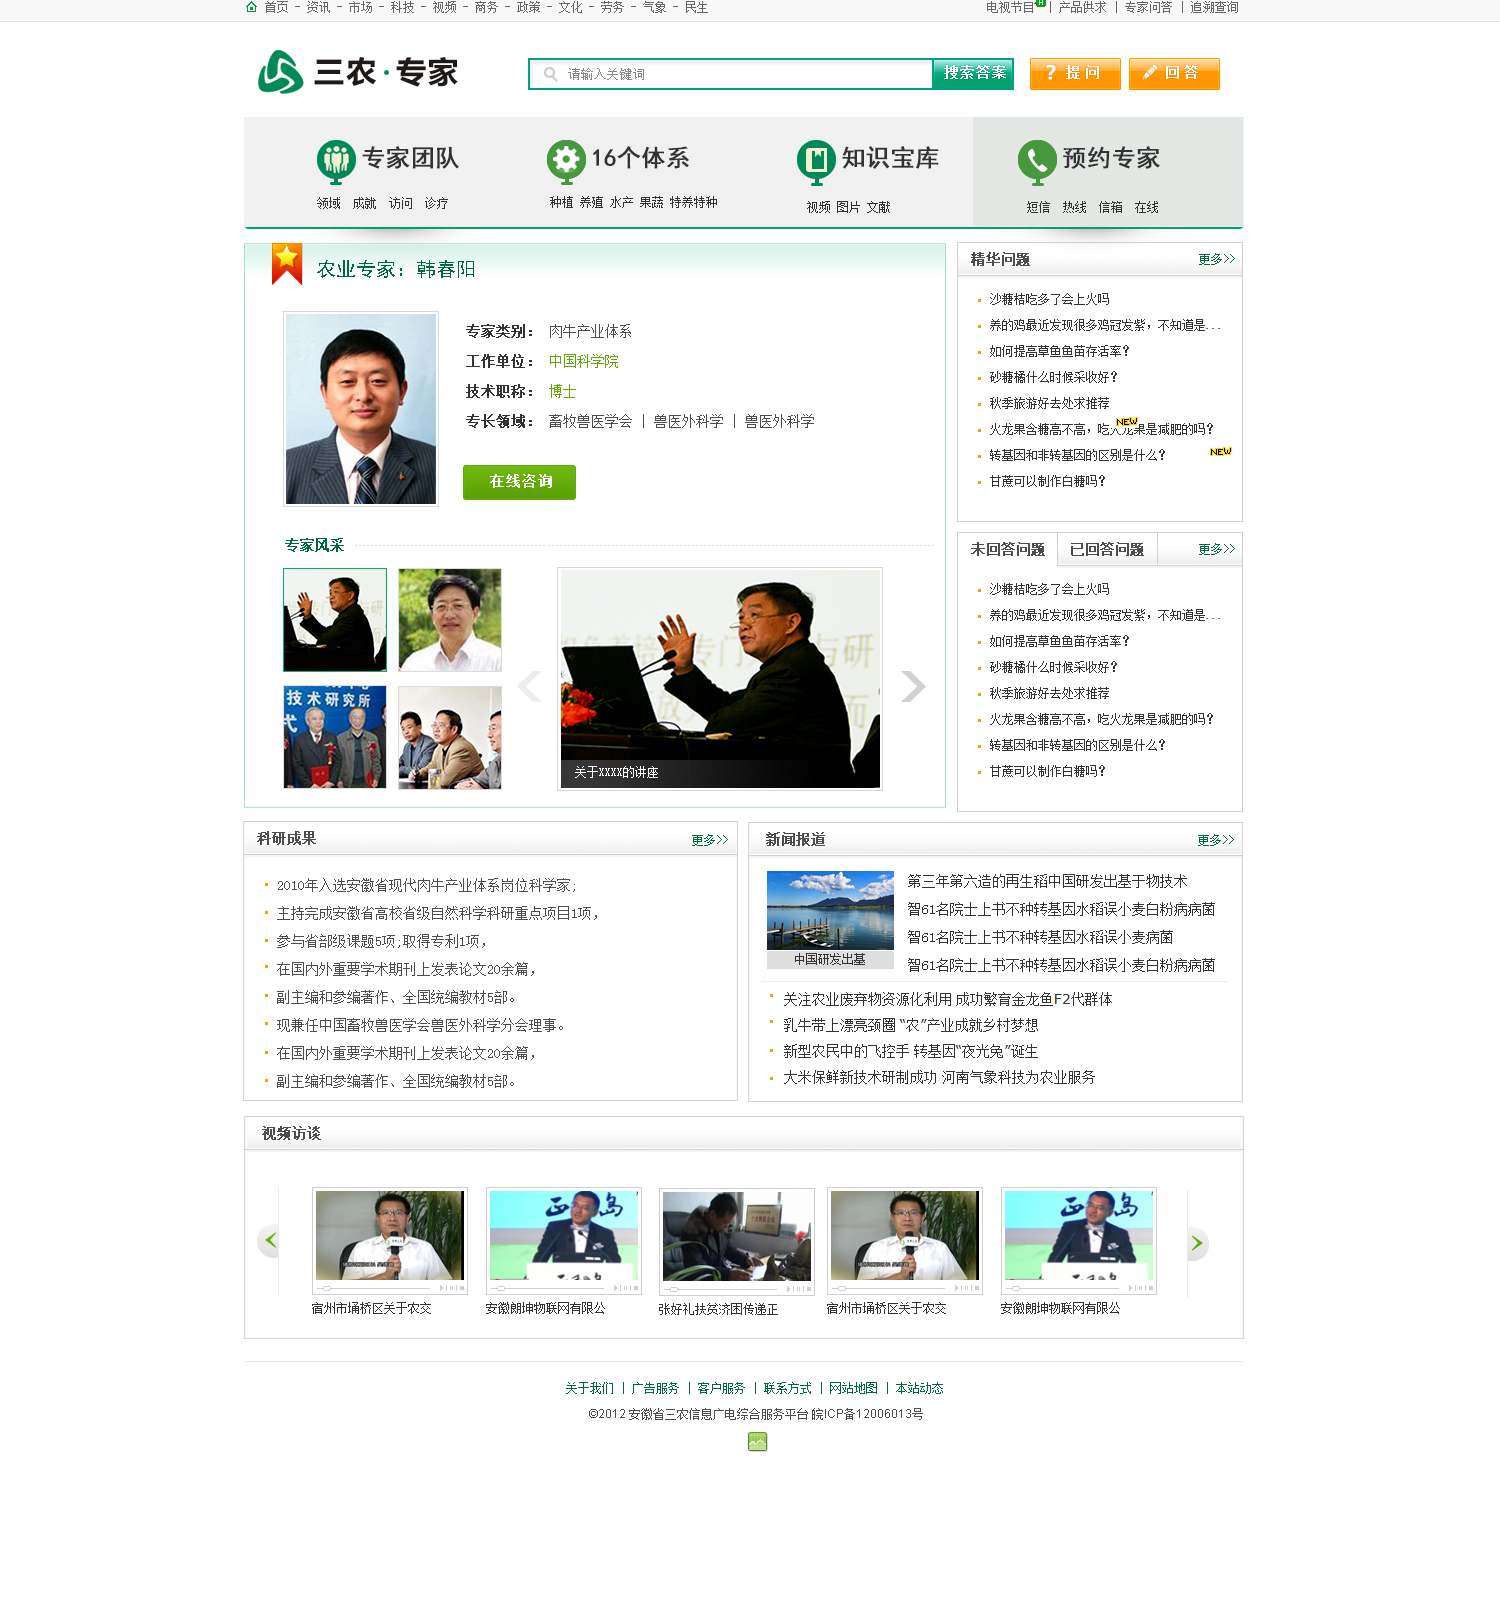 首页 - 资讯 - 市场 - 科技 - 视频 - 商务 - 政策 - 文化 - 劳务 - 气象 - 民生
电视节目 | 产品供求 | 专家问答 | 追溯查询
三农·专家
请输入关键词
搜索答案
? 提 问
回 答
专家团队
领域 成就 访问 诊疗
16个体系
种植 养殖 水产 果蔬 特养特种
知识宝库
视频 图片 文献
预约专家
短信 热线 信箱 在线
农业专家：韩春阳
专家类别： 肉牛产业体系
工作单位： 中国科学院
技术职称： 博士
专长领域： 畜牧兽医学会 | 兽医外科学 | 兽医外科学
在线咨询
专家风采
技术研究所
关于XXXX的讲座
精华问题
更多>>
沙糖桔吃多了会上火吗
养的鸡最近发现很多鸡冠发紫，不知道是...
如何提高草鱼鱼苗存活率？
砂糖橘什么时候采收好？
秋季旅游好去处求推荐
NEW
火龙果含糖高不高，吃火龙果是减肥的吗？
转基因和非转基因的区别是什么？
NEW
甘蔗可以制作白糖吗？
未回答问题
已回答问题
更多>>
沙糖桔吃多了会上火吗
养的鸡最近发现很多鸡冠发紫，不知道是...
如何提高草鱼鱼苗存活率？
砂糖橘什么时候采收好？
秋季旅游好去处求推荐
火龙果含糖高不高，吃火龙果是减肥的吗？
转基因和非转基因的区别是什么？
甘蔗可以制作白糖吗？
科研成果
更多>>
2010年入选安徽省现代肉牛产业体系岗位科学家;
主持完成安徽省高校省级自然科学科研重点项目1项，
参与省部级课题5项;取得专利1项，
在国内外重要学术期刊上发表论文20余篇，
副主编和参编著作、全国统编教材5部。
现兼任中国畜牧兽医学会兽医外科学分会理事。
在国内外重要学术期刊上发表论文20余篇，
副主编和参编著作、全国统编教材5部。
新闻报道
更多>>
中国研发出基
第三年第六造的再生稻中国研发出基于物技术
智61名院士上书不种转基因水稻误小麦白粉病病菌
智61名院士上书不种转基因水稻误小麦病菌
智61名院士上书不种转基因水稻误小麦白粉病病菌
关注农业废弃物资源化利用 成功繁育金龙鱼F2代群体
乳牛带上漂亮颈圈 “农”产业成就乡村梦想
新型农民中的飞控手 转基因“夜光兔”诞生
大米保鲜新技术研制成功 河南气象科技为农业服务
视频访谈
宿州市埇桥区关于农交
安徽朗坤物联网有限公
张好礼扶贫济困传递正
宿州市埇桥区关于农交
安徽朗坤物联网有限公
关于我们 | 广告服务 | 客户服务 | 联系方式 | 网站地图 | 本站动态
©2012 安徽省三农信息广电综合服务平台 皖ICP备12006013号